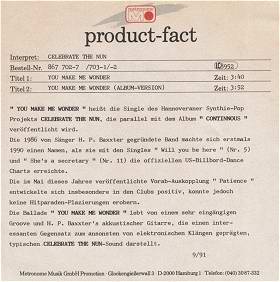 metronome
product-fact
Interpret: CELEBRATE THE NUN
Bestell-Nr. 867 702-7 /703-1/-2 LC 0952
Titel 1: YOU MAKE ME WONDER Zeit: 3:40
Titel 2: YOU MAKE ME WONDER (ALBUM-VERSION) Zeit: 3:52
" YOU MAKE ME WONDER " heißt die Single des Hannoveraner Synthie-Pop
Projekts CELEBRATE THE NUN, die parallel mit dem Album " CONTINUOUS "
veröffentlicht wird.
Die 1986 von Sänger H. P. Baxxter gegründete Band machte sich erstmals
1990 einen Namen, als sie mit den Singles " Will you be here " (Nr. 5)
und " She's a secretary " (Nr. 11) die offiziellen US-Billbord-Dance
Charts erreichte.
Die im Mai dieses Jahres veröffentlichte Vorab-Auskopplung " Patience "
entwickelte sich insbesondere in den Clubs positiv, konnte jedoch
keine Hitparaden-Plazierungen erobern.
Die Ballade " YOU MAKE ME WONDER " lebt von einem sehr eingängigen
Groove und H. P. Baxxter's akkustischer Gitarre, die einen inter-
essanten Gegensatz zum ansonsten von elektronischen Klängen geprägten,
typischen CELEBRATE THE NUN-Sound darstellt.
9/91
Metronome Musik GmbH Promotion · Glockengießerwall 3 · D-2000 Hamburg 1 · Telefon: (040) 30 87-332